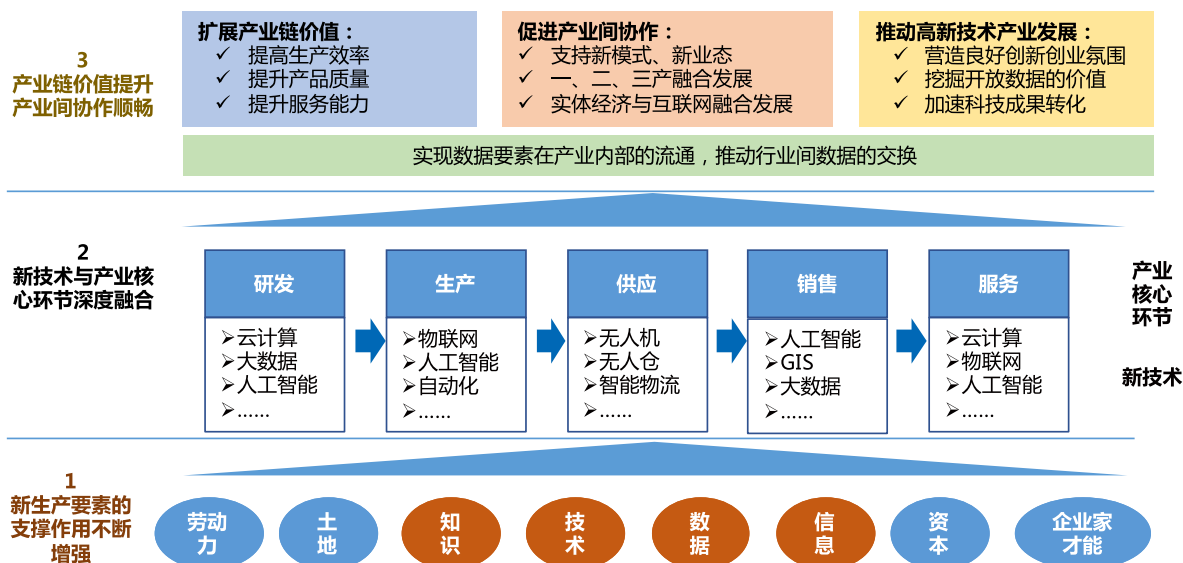 3
产业链价值提升
产业间协作顺畅
扩展产业链价值：
✓ 提高生产效率
✓ 提升产品质量
✓ 提升服务能力
促进产业间协作：
✓ 支持新模式、新业态
✓ 一、二、三产融合发展
✓ 实体经济与互联网融合发展
推动高新技术产业发展：
✓ 营造良好创新创业氛围
✓ 挖掘开放数据的价值
✓ 加速科技成果转化
实现数据要素在产业内部的流通，推动行业间数据的交换
2
新技术与产业核
心环节深度融合
研发
➢云计算
➢大数据
➢人工智能
➢……
生产
➢物联网
➢人工智能
➢自动化
➢……
供应
➢无人机
➢无人仓
➢智能物流
➢……
销售
➢人工智能
➢GIS
➢大数据
➢……
服务
➢云计算
➢物联网
➢人工智能
➢……
产业
核心
环节
新技术
1
新生产要素的
支撑作用不断
增强
劳动
力
土
地
知
识
技
术
数
据
信
息
资
本
企业家
才能